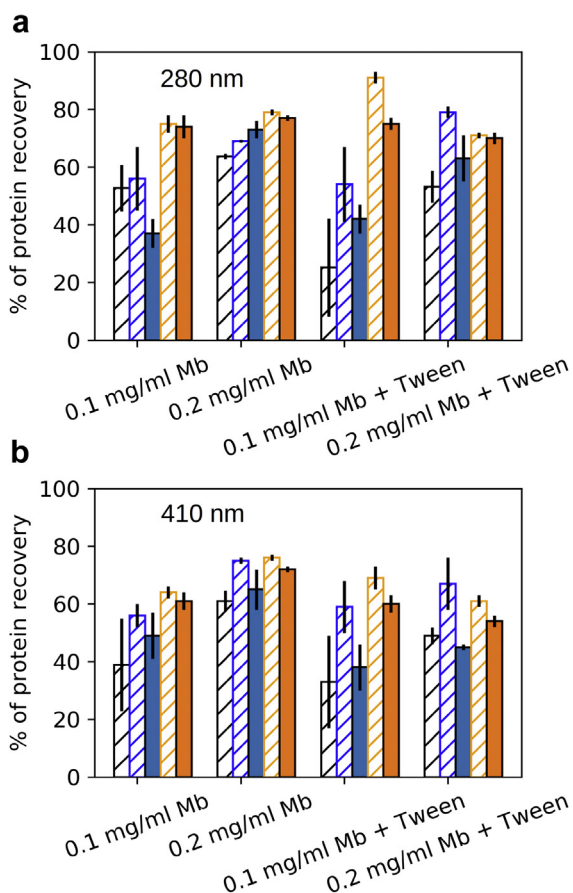 a
100
80
60
40
20
0
% of protein recovery
280 nm
0.1 mg/ml Mb
0.2 mg/ml Mb
0.1 mg/ml Mb + Tween
0.2 mg/ml Mb + Tween
b
100
80
60
40
20
0
% of protein recovery
410 nm
0.1 mg/ml Mb
0.2 mg/ml Mb
0.1 mg/ml Mb + Tween
0.2 mg/ml Mb + Tween